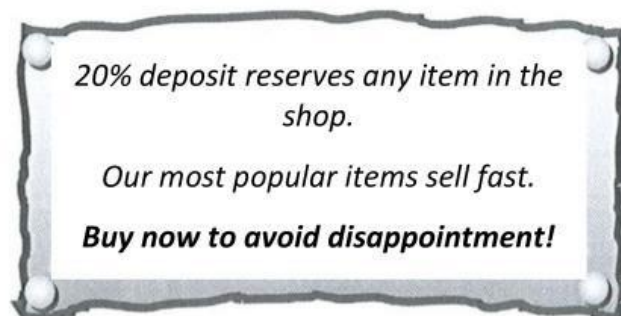 20% deposit reserves any item in the
shop.
Our most popular items sell fast.
Buy now to avoid disappointment!